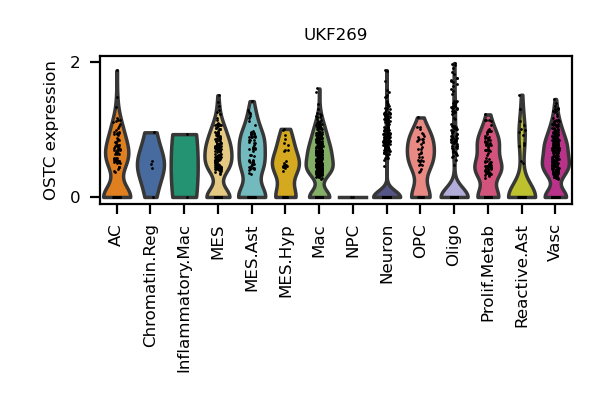 UKF269
OSTC expression
2
0
AC
Chromatin.Reg
Inflammatory.Mac
MES
MES.Ast
MES.Hyp
Mac
NPC
Neuron
OPC
Oligo
Prolif.Metab
Reactive.Ast
Vasc